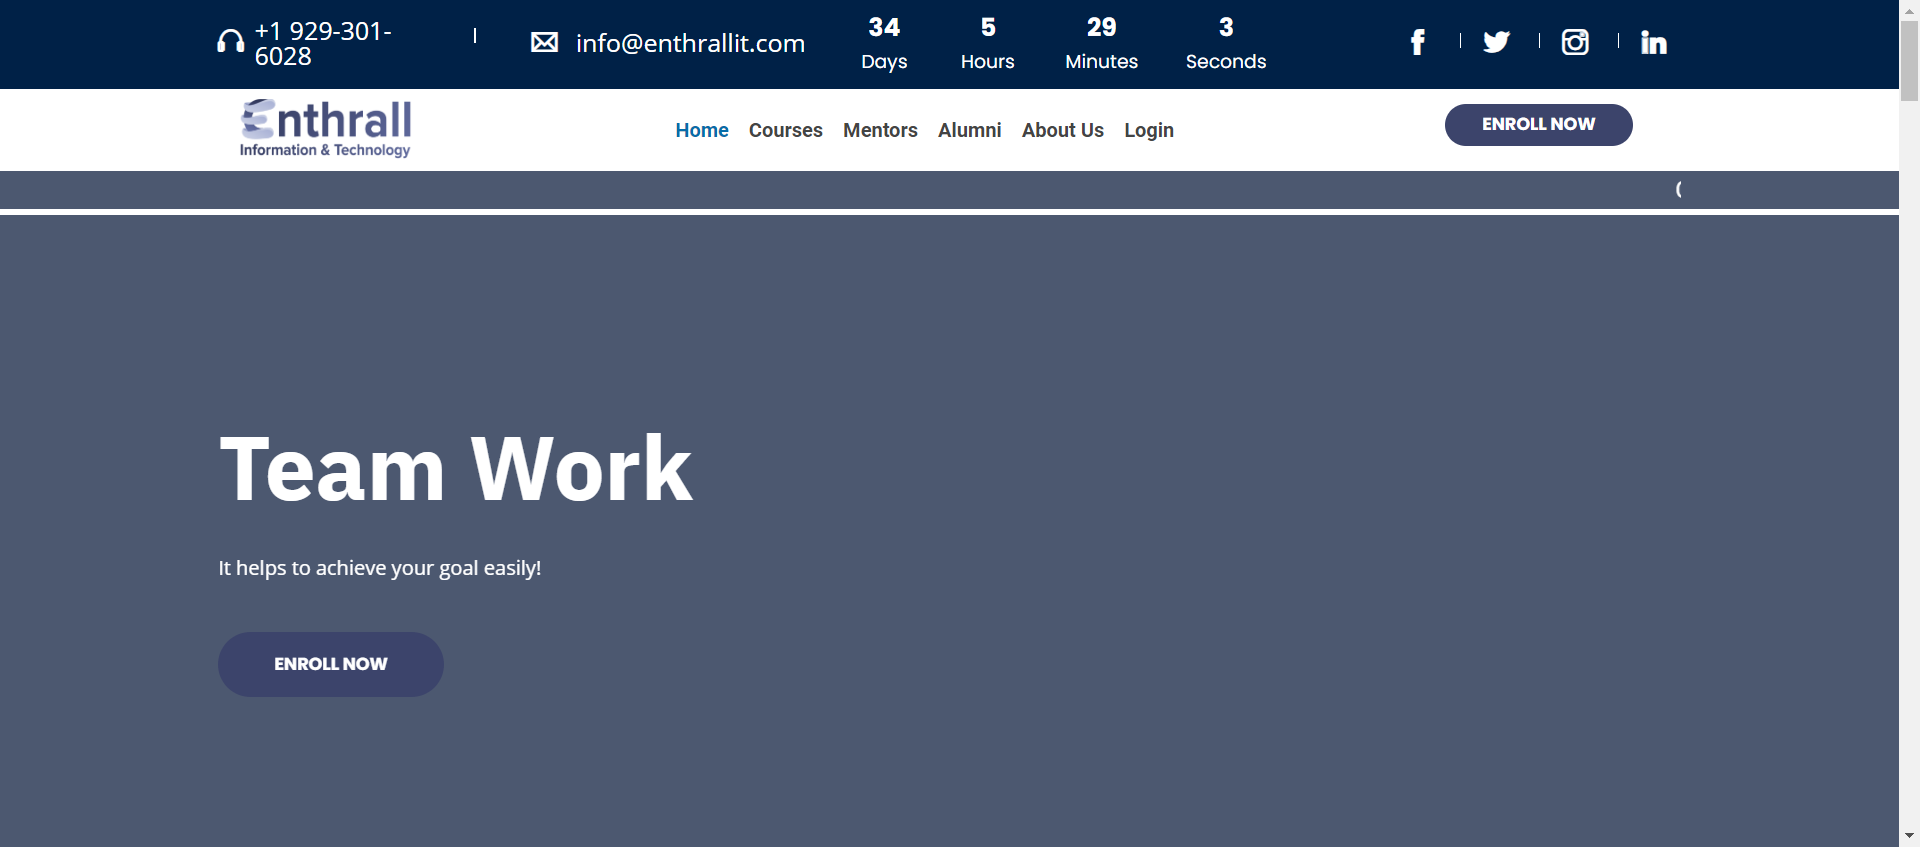 +1 929-301-
6028
info@enthrallit.com
34
Days
5
Hours
29
Minutes
3
Seconds
Enthrall
Information & Technology
Home
Courses
Mentors
Alumni
About Us
Login
ENROLL NOW
Team Work
It helps to achieve your goal easily!
ENROLL NOW